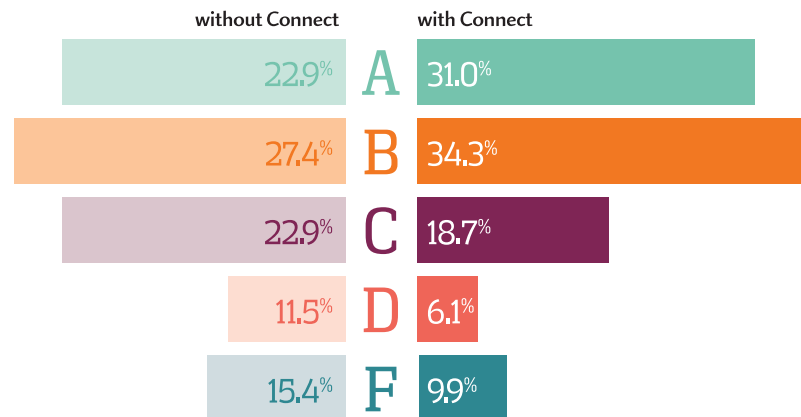 without Connect with Connect
22.9% A 31.0%
27.4% B 34.3%
22.9% C 18.7%
11.5% D 6.1%
15.4% F 9.9%